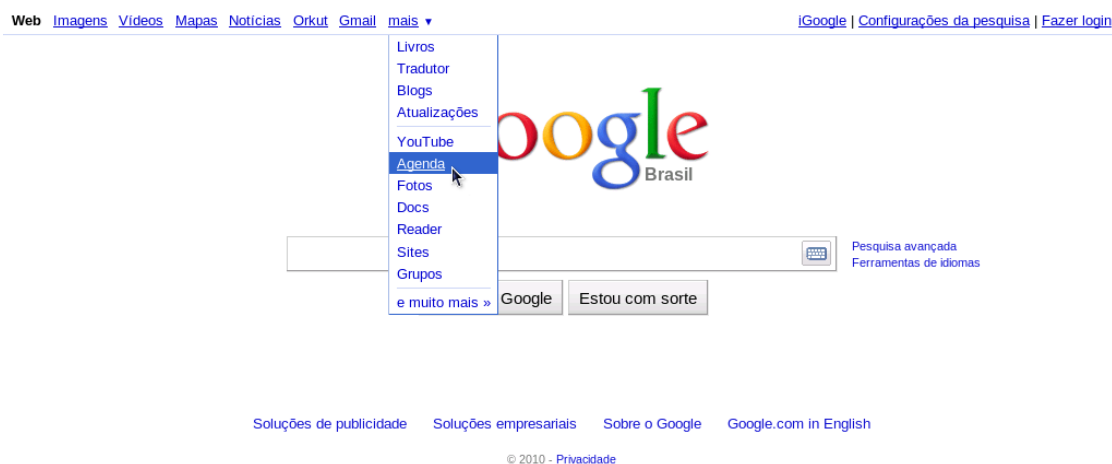 Web Imagens Vídeos Mapas Notícias Orkut Gmail mais ▼ iGoogle | Configurações da pesquisa | Fazer login
Livros
Tradutor
Blogs
Atualizações
YouTube
Agenda
Fotos
Docs
Reader
Sites
Grupos
e muito mais »
oogle
Brasil
Pesquisa avançada
Ferramentas de idiomas
Google
Estou com sorte
Soluções de publicidade Soluções empresariais Sobre o Google Google.com in English
© 2010 - Privacidade